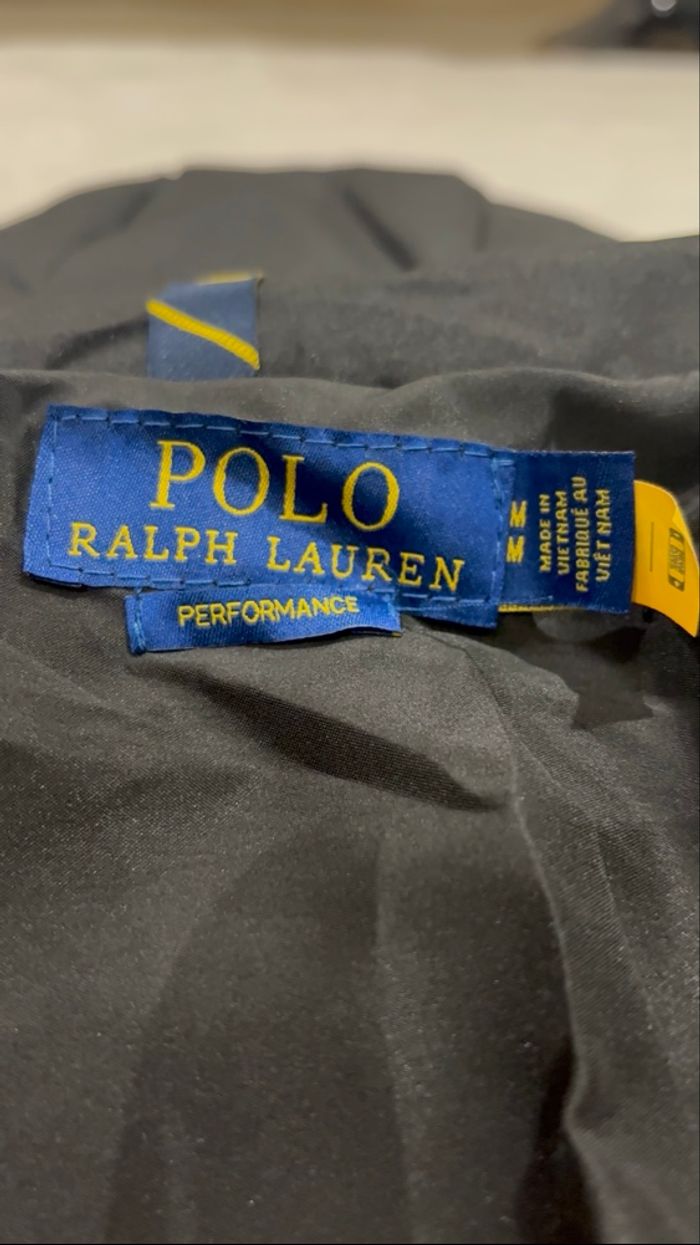 POLO
RALPH LAUREN
PERFORMANCE
M
M
MADE IN
VIETNAM
FABRIQUÉ AU
VIÊT NAM